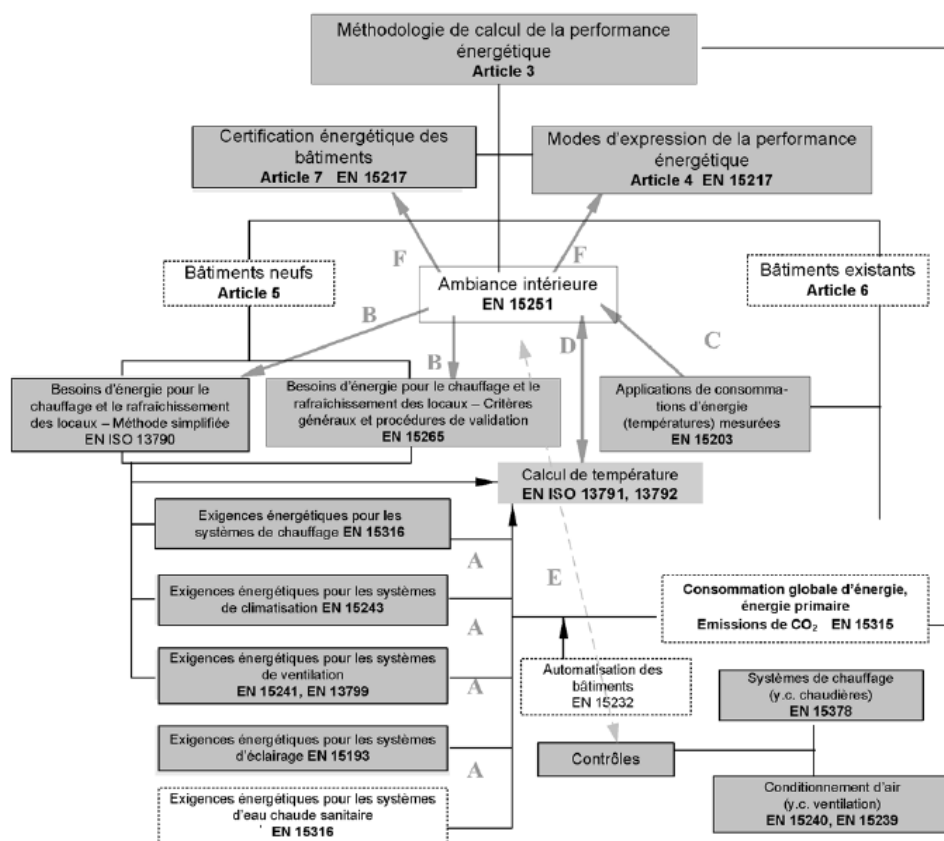 Méthodologie de calcul de la performance
énergétique
Article 3
Certification énergétique des
bâtiments
Article 7 EN 15217
Modes d'expression de la performance
énergétique
Article 4 EN 15217
F
F
Bâtiments neufs
Article 5
Ambiance intérieure
EN 15251
Bâtiments existants
Article 6
B
B
D
C
Besoins d'énergie pour le
chauffage et le rafraîchissement
des locaux – Méthode simplifiée
EN ISO 13790
Besoins d'énergie pour le chauffage et le
rafraîchissement des locaux – Critères
généraux et procédures de validation
EN 15265
Applications de consomma-
tions d'énergie
(températures) mesurées
EN 15203
Calcul de température
EN ISO 13791, 13792
Exigences énergétiques pour les
systèmes de chauffage EN 15316
A
E
Exigences énergétiques pour les systèmes
de climatisation EN 15243
A
Consommation globale d'énergie,
énergie primaire
Emissions de CO₂ EN 15315
Exigences énergétiques pour les systèmes
de ventilation
EN 15241, EN 13799
A
Automatisation des
bâtiments
EN 15232
Systèmes de chauffage
(y.c. chaudières)
EN 15378
Exigences énergétiques pour les systèmes
d'éclairage EN 15193
A
Contrôles
Exigences énergétiques pour les systèmes
d'eau chaude sanitaire
EN 15316
Conditionnement d'air
(y.c. ventilation)
EN 15240, EN 15239